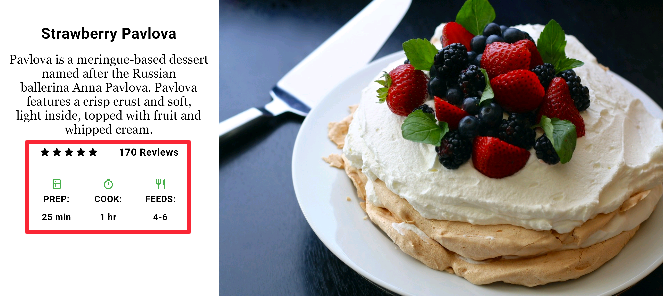 Strawberry Pavlova
Pavlova is a meringue-based dessert
named after the Russian
ballerina Anna Pavlova. Pavlova
features a crisp crust and soft,
light inside, topped with fruit and
whipped cream.
170 Reviews
PREP: COOK: FEEDS:
25 min 1 hr 4-6